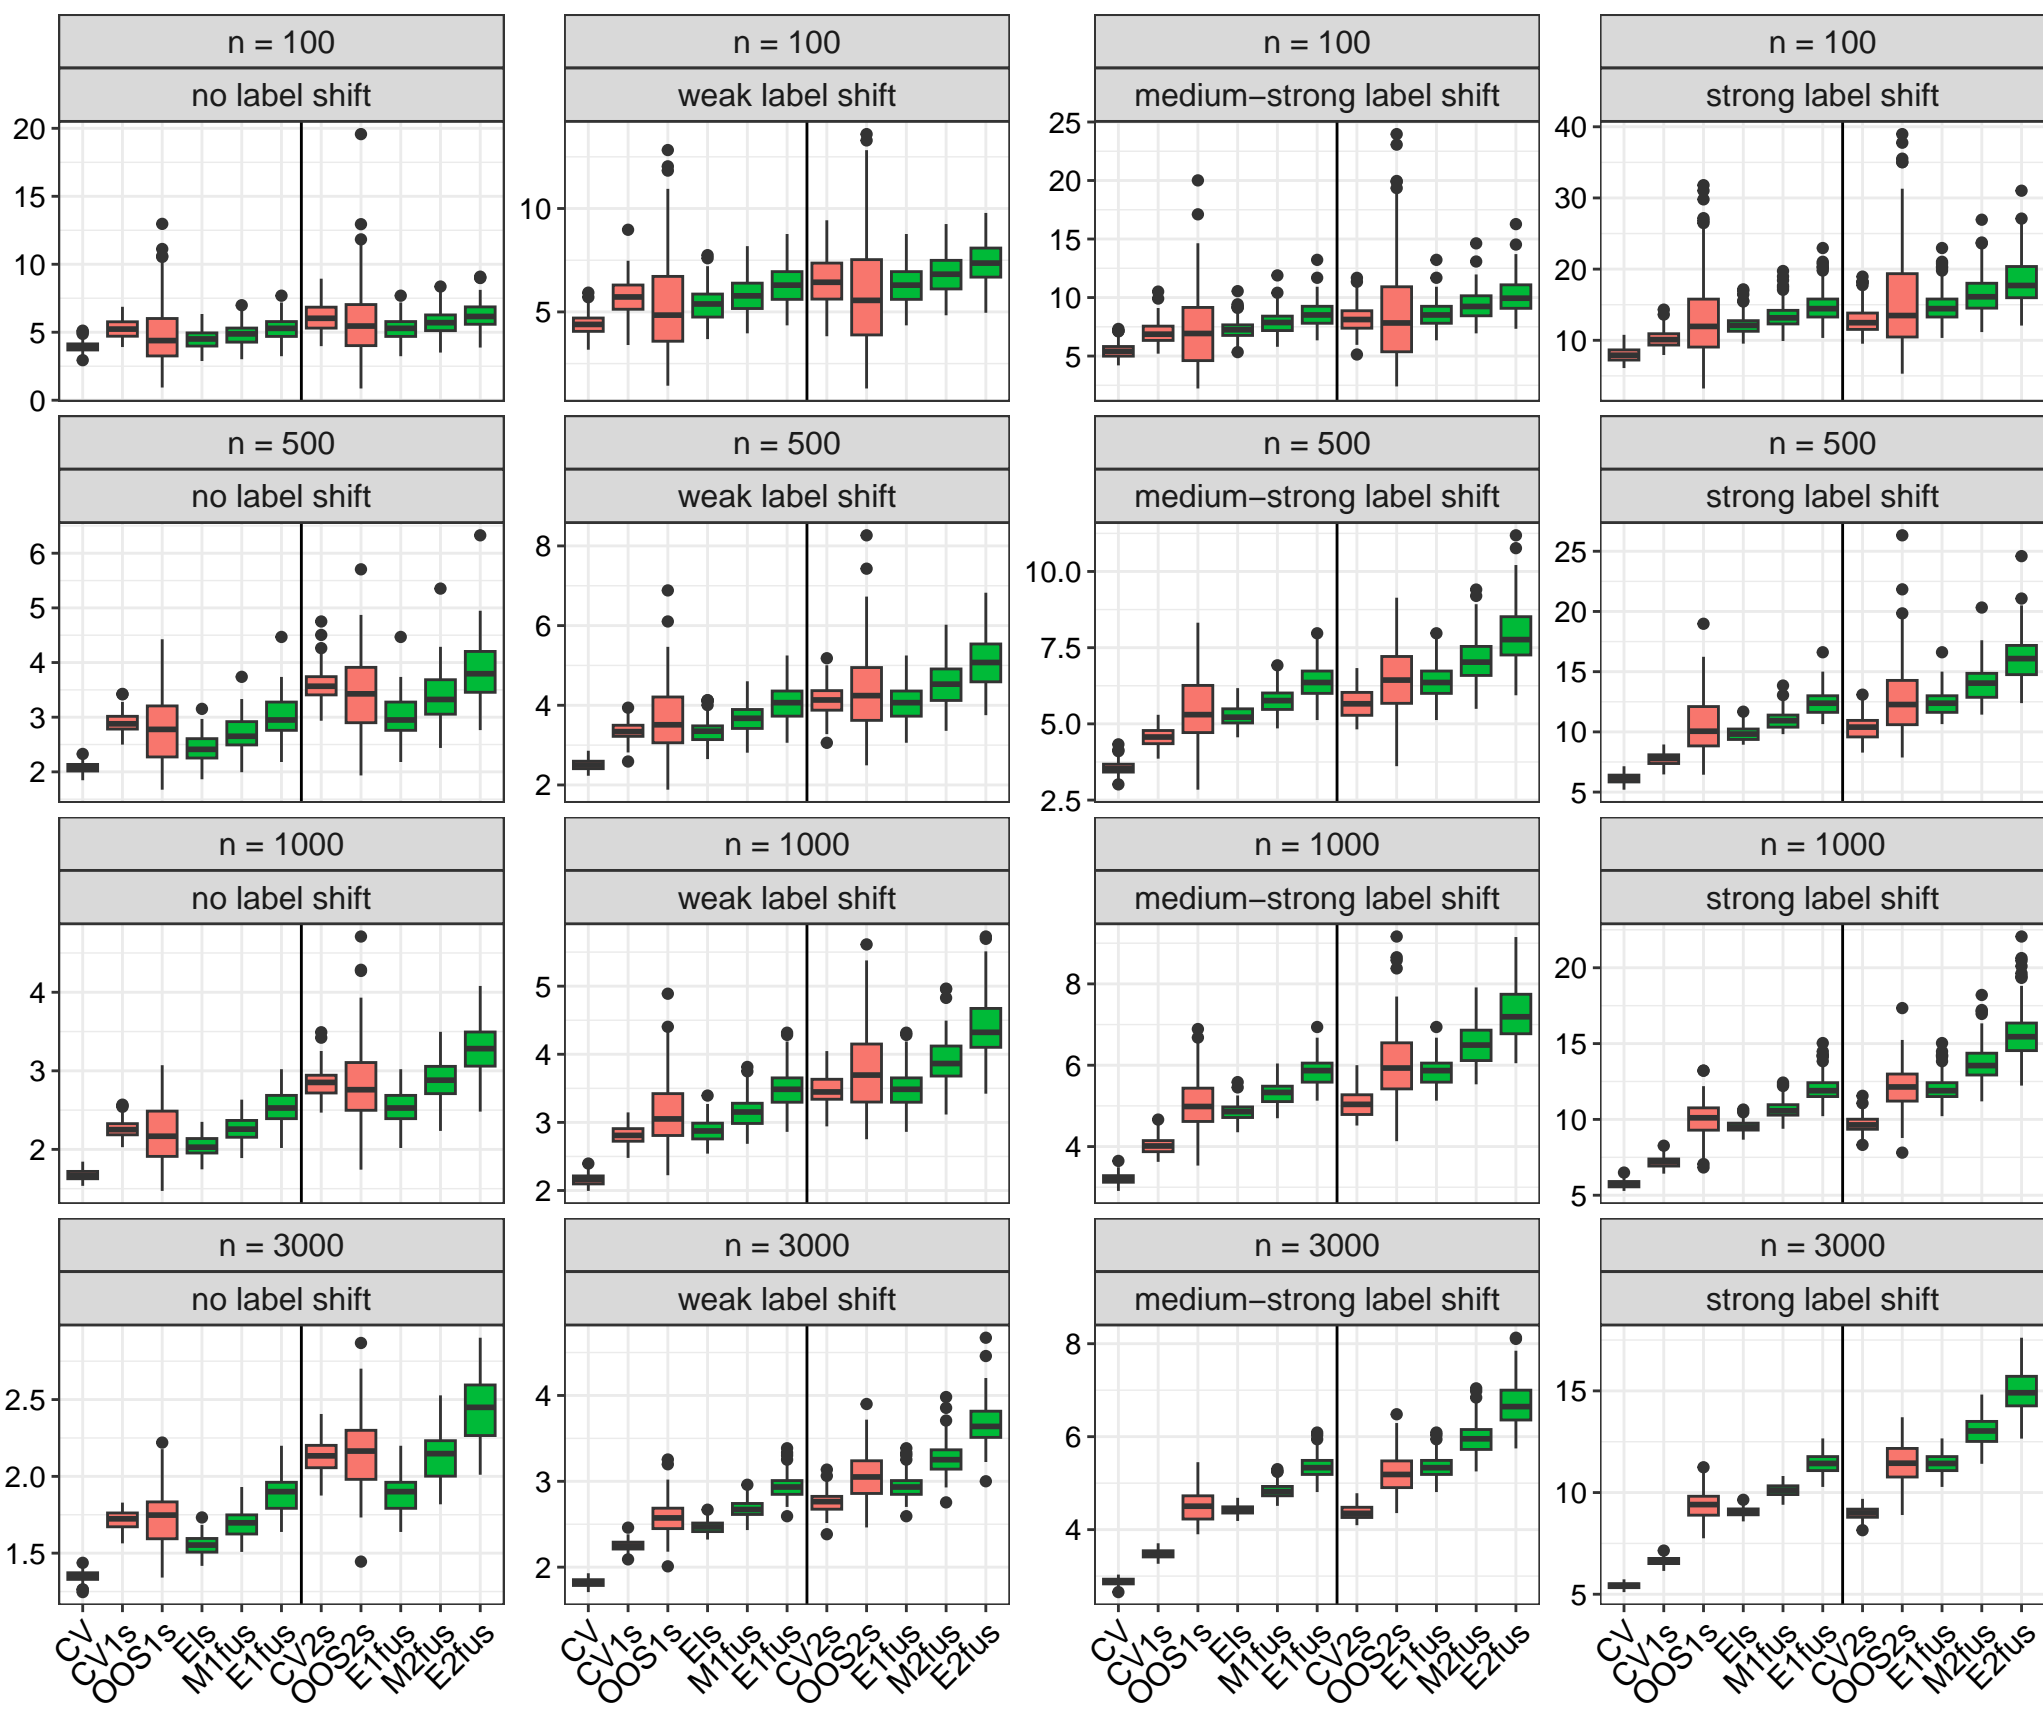 n = 100
n = 100
n = 100
n = 100
no label shift
weak label shift
medium−strong label shift
strong label shift
20
15
10
5
0
10
5
25
20
15
10
5
40
30
20
10
n = 500
n = 500
n = 500
n = 500
no label shift
weak label shift
medium−strong label shift
strong label shift
6
5
4
3
2
8
6
4
2
10.0
7.5
5.0
2.5
25
20
15
10
5
n = 1000
n = 1000
n = 1000
n = 1000
no label shift
weak label shift
medium−strong label shift
strong label shift
4
3
2
5
4
3
2
8
6
4
20
15
10
5
n = 3000
n = 3000
n = 3000
n = 3000
no label shift
weak label shift
medium−strong label shift
strong label shift
2.5
2.0
1.5
4
3
2
8
6
4
15
10
5
CV
CV1s
OOS1s
EIs
M1fus
E1fus
CV2s
OOS2s
E1fus
M2fus
E2fus
CV
CV1s
OOS1s
EIs
M1fus
E1fus
CV2s
OOS2s
E1fus
M2fus
E2fus
CV
CV1s
OOS1s
EIs
M1fus
E1fus
CV2s
OOS2s
E1fus
M2fus
E2fus
CV
CV1s
OOS1s
EIs
M1fus
E1fus
CV2s
OOS2s
E1fus
M2fus
E2fus